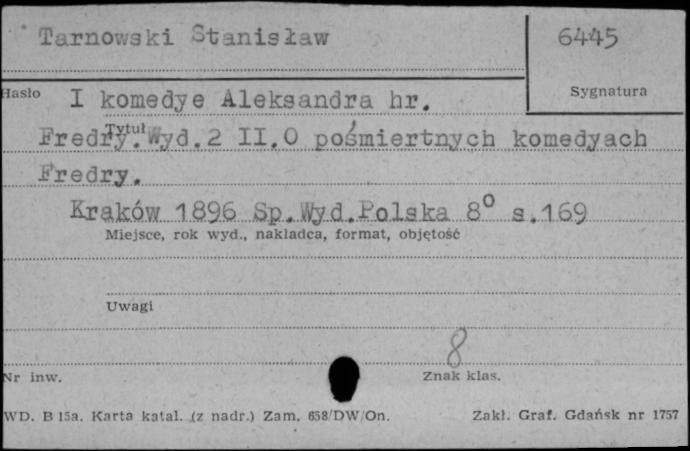 Tarnowski Stanisław
6445
Hasło
Sygnatura
I komedye Aleksandra hr.
Tytuł
Fredry. Wyd.2 II.O pośmiertnych komedyach
Fredry.
Kraków 1896 Sp.Wyd.Polska 8° s.169
Miejsce, rok wyd., nakładca, format, objętość
Uwagi
8
Nr inw.
Znak klas.
WD. B 15a. Karta katal. (z nadr.) Zam. 658/DW/On.
Zakł. Graf. Gdańsk nr 1757